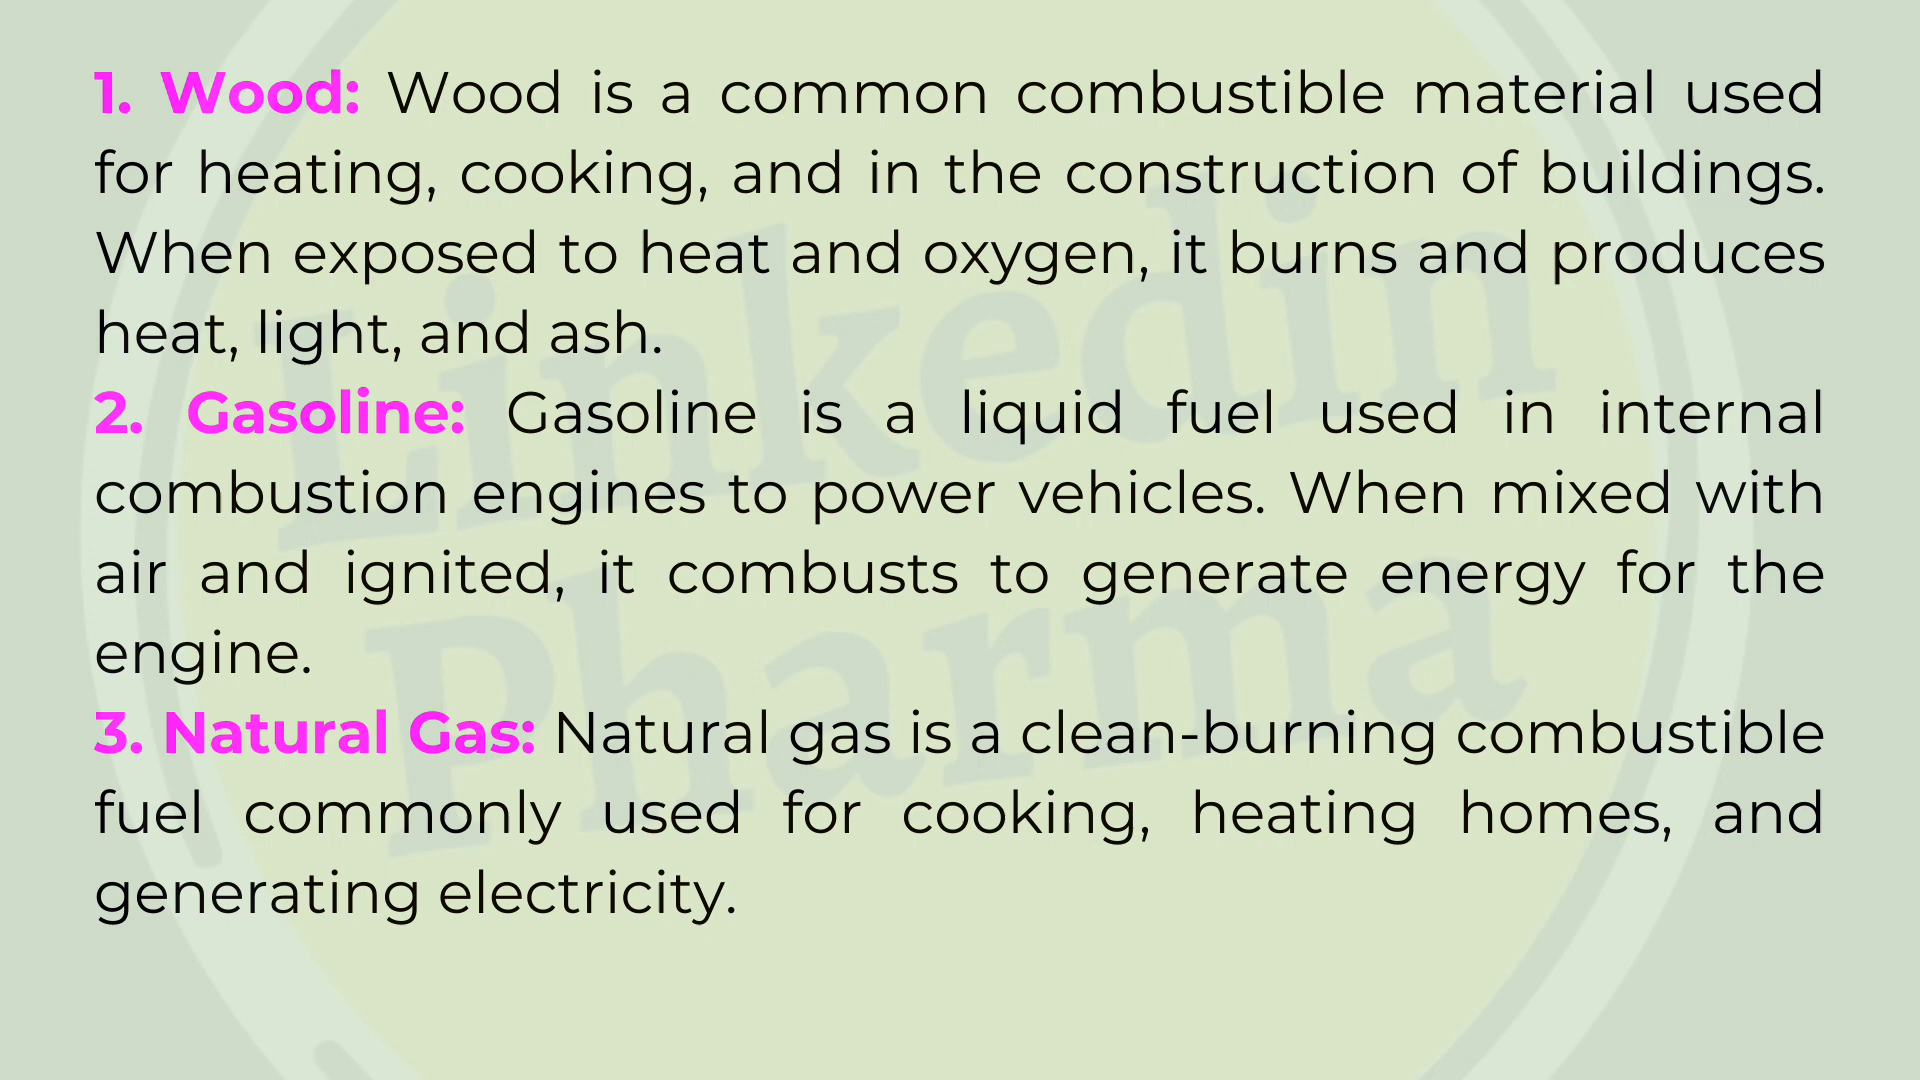 1. Wood: Wood is a common combustible material used
for heating, cooking, and in the construction of buildings.
When exposed to heat and oxygen, it burns and produces
heat, light, and ash.
2. Gasoline: Gasoline is a liquid fuel used in internal
combustion engines to power vehicles. When mixed with
air and ignited, it combusts to generate energy for the
engine.
3. Natural Gas: Natural gas is a clean-burning combustible
fuel commonly used for cooking, heating homes, and
generating electricity.
Linkedin
Pharma